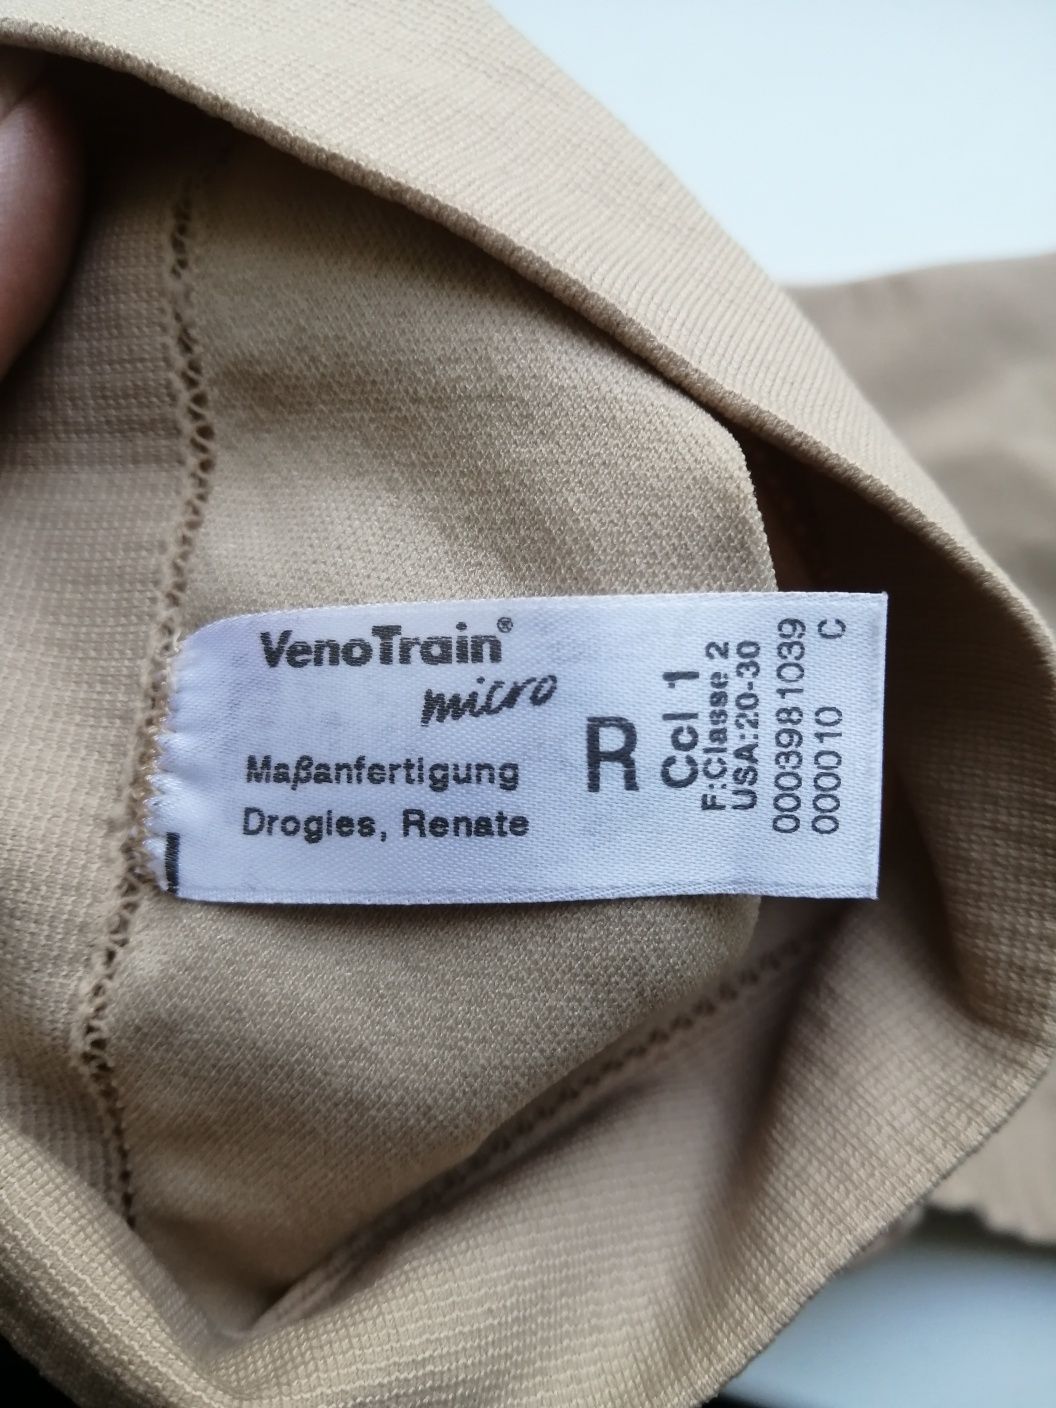 VenoTrain®
micro
Maßanfertigung
Drogies, Renate
R
Ccl 1
F:Classe 2
USA:20-30
0003981039
000010 C